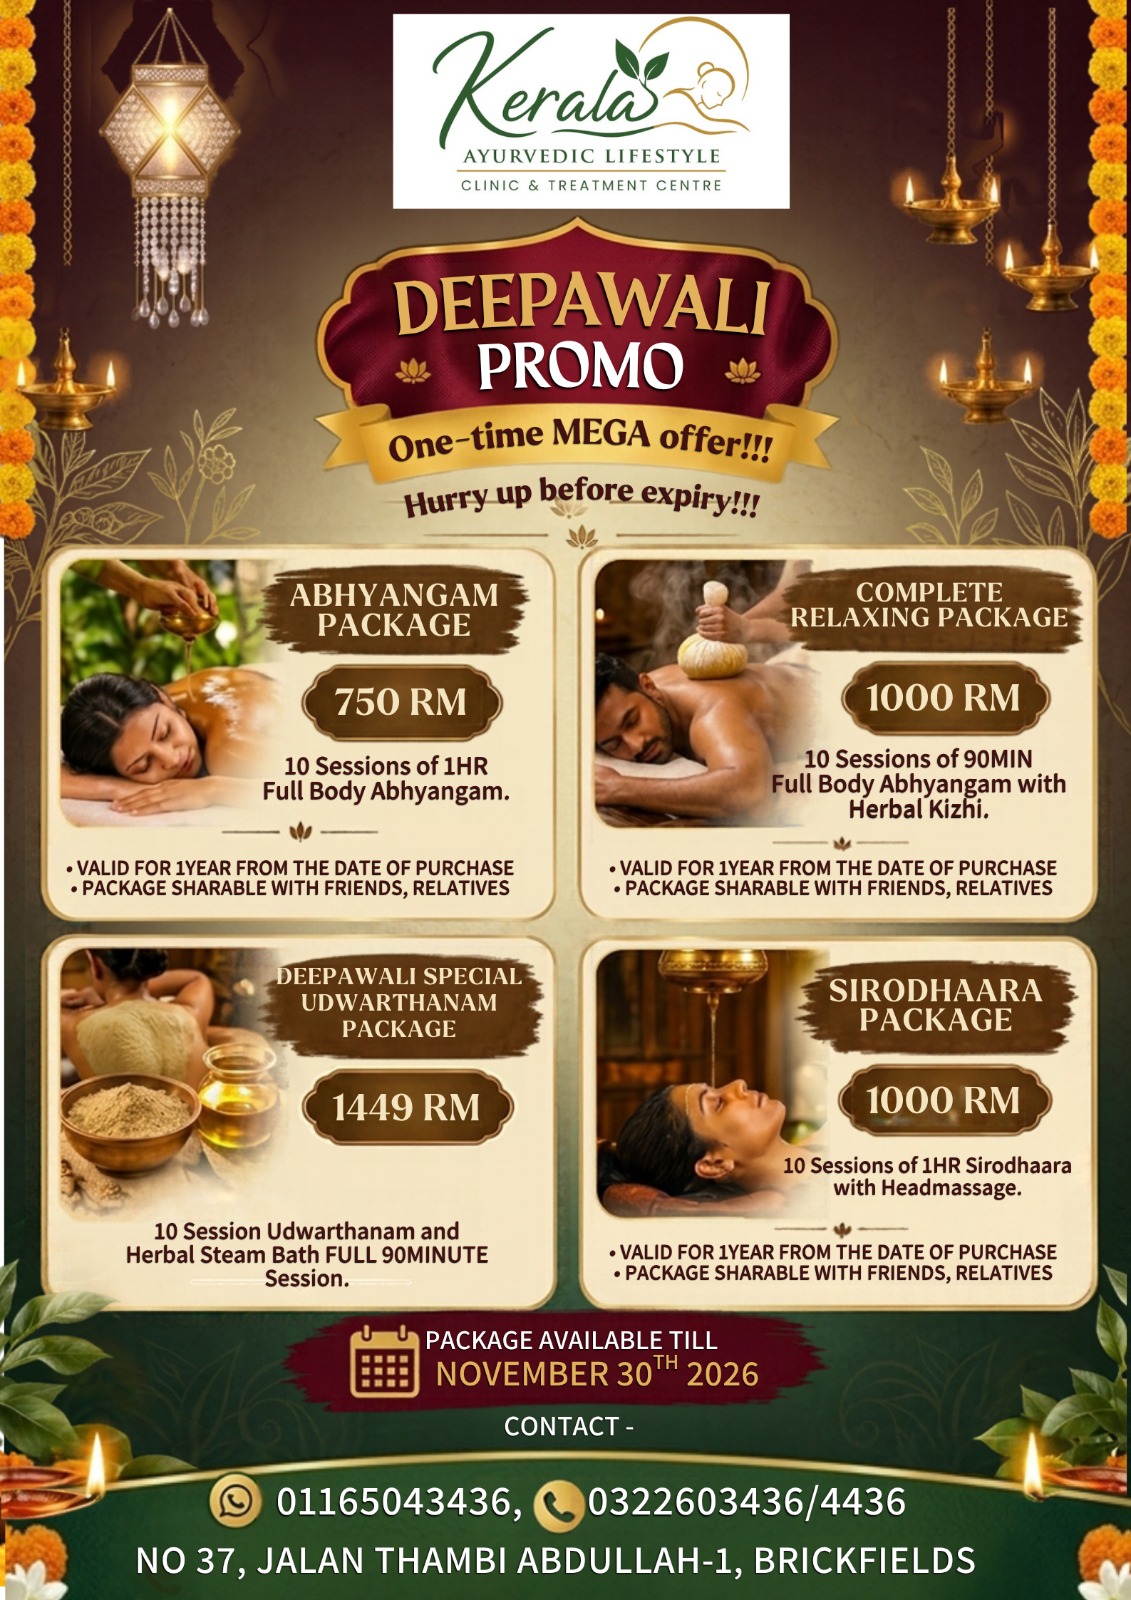 Kerala
AYURVEDIC LIFESTYLE
CLINIC & TREATMENT CENTRE
DEEPAWALI
PROMO
One-time MEGA offer!!!
Hurry up before expiry!!!
ABHYANGAM
PACKAGE
750 RM
10 Sessions of 1HR
Full Body Abhyangam.
• VALID FOR 1YEAR FROM THE DATE OF PURCHASE
• PACKAGE SHARABLE WITH FRIENDS, RELATIVES
COMPLETE
RELAXING PACKAGE
1000 RM
10 Sessions of 90MIN
Full Body Abhyangam with
Herbal Kizhi.
• VALID FOR 1YEAR FROM THE DATE OF PURCHASE
• PACKAGE SHARABLE WITH FRIENDS, RELATIVES
DEEPAWALI SPECIAL
UDWARTHANAM
PACKAGE
1449 RM
10 Session Udwarthanam and
Herbal Steam Bath FULL 90MINUTE
Session.
SIRODHAARA
PACKAGE
1000 RM
10 Sessions of 1HR Sirodhaara
with Headmassage.
• VALID FOR 1YEAR FROM THE DATE OF PURCHASE
• PACKAGE SHARABLE WITH FRIENDS, RELATIVES
PACKAGE AVAILABLE TILL
NOVEMBER 30TH 2026
CONTACT -
01165043436, 0322603436/4436
NO 37, JALAN THAMBI ABDULLAH-1, BRICKFIELDS